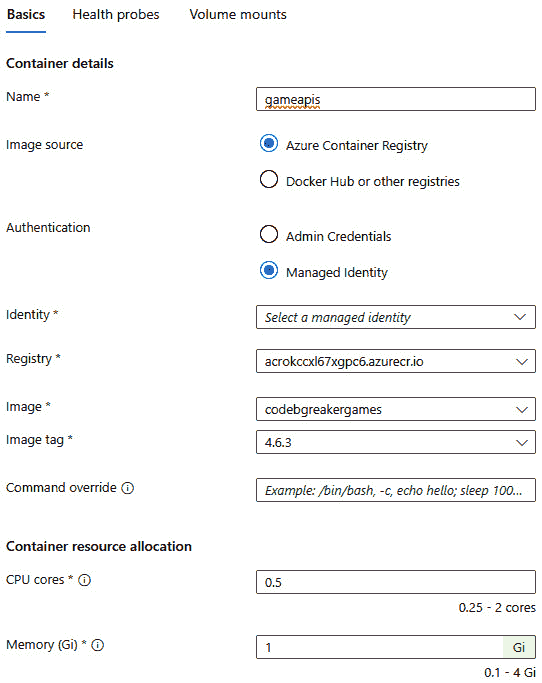 Basics Health probes Volume mounts
Container details
Name * gameapis
Image source Azure Container Registry
Docker Hub or other registries
Authentication Admin Credentials
Managed Identity
Identity * Select a managed identity
Registry * acrokccxl67xgpc6.azurecr.io
Image * codebgreakergames
Image tag * 4.6.3
Command override Example: /bin/bash, -c, echo hello; sleep 100...
Container resource allocation
CPU cores * 0.5
0.25 - 2 cores
Memory (Gi) * 1 Gi
0.1 - 4 Gi